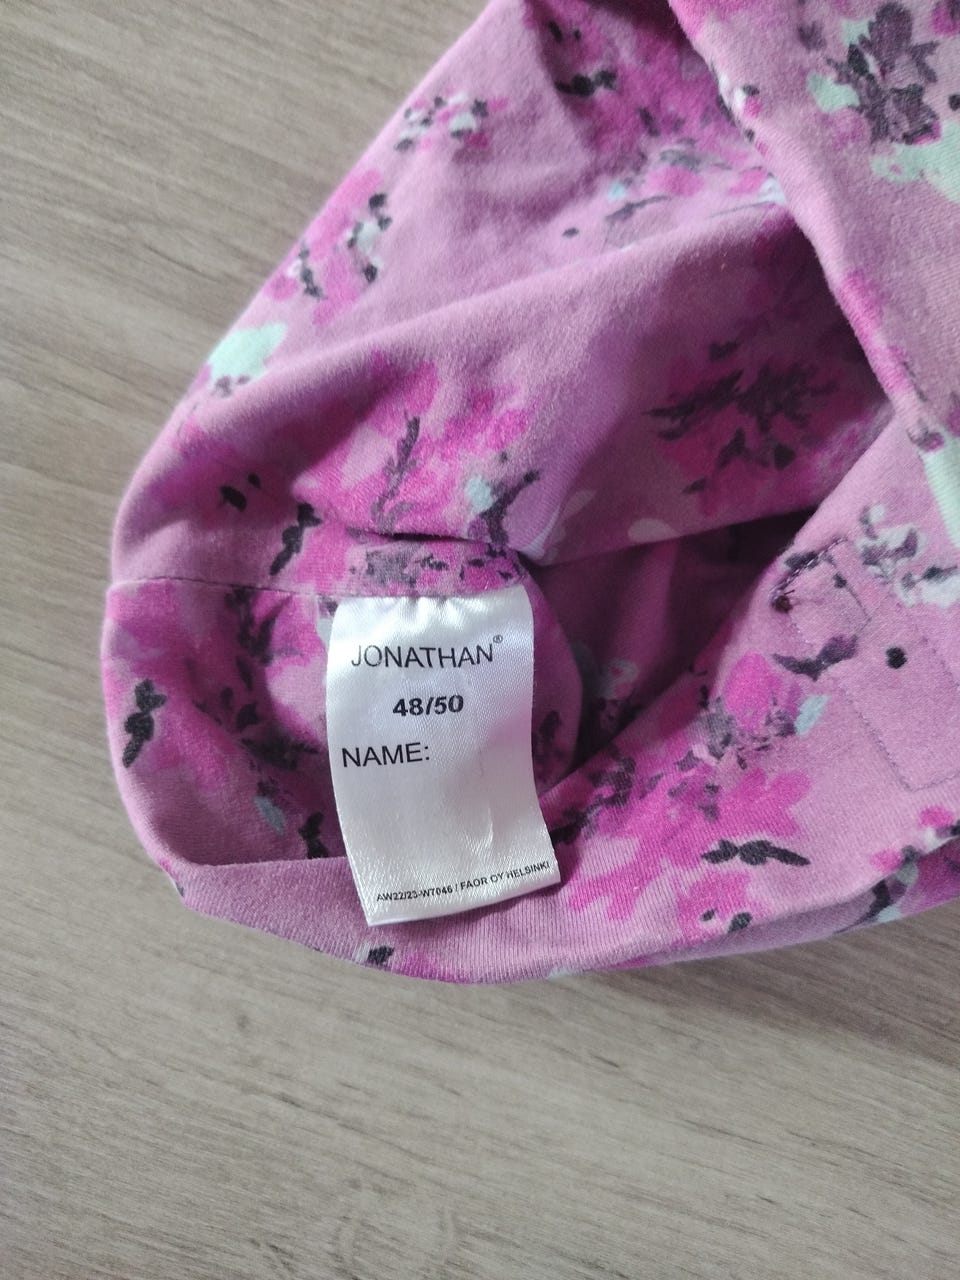 JONATHAN®
48/50
NAME:
AW22/23-W7046 / FAOR OY HELSINKI